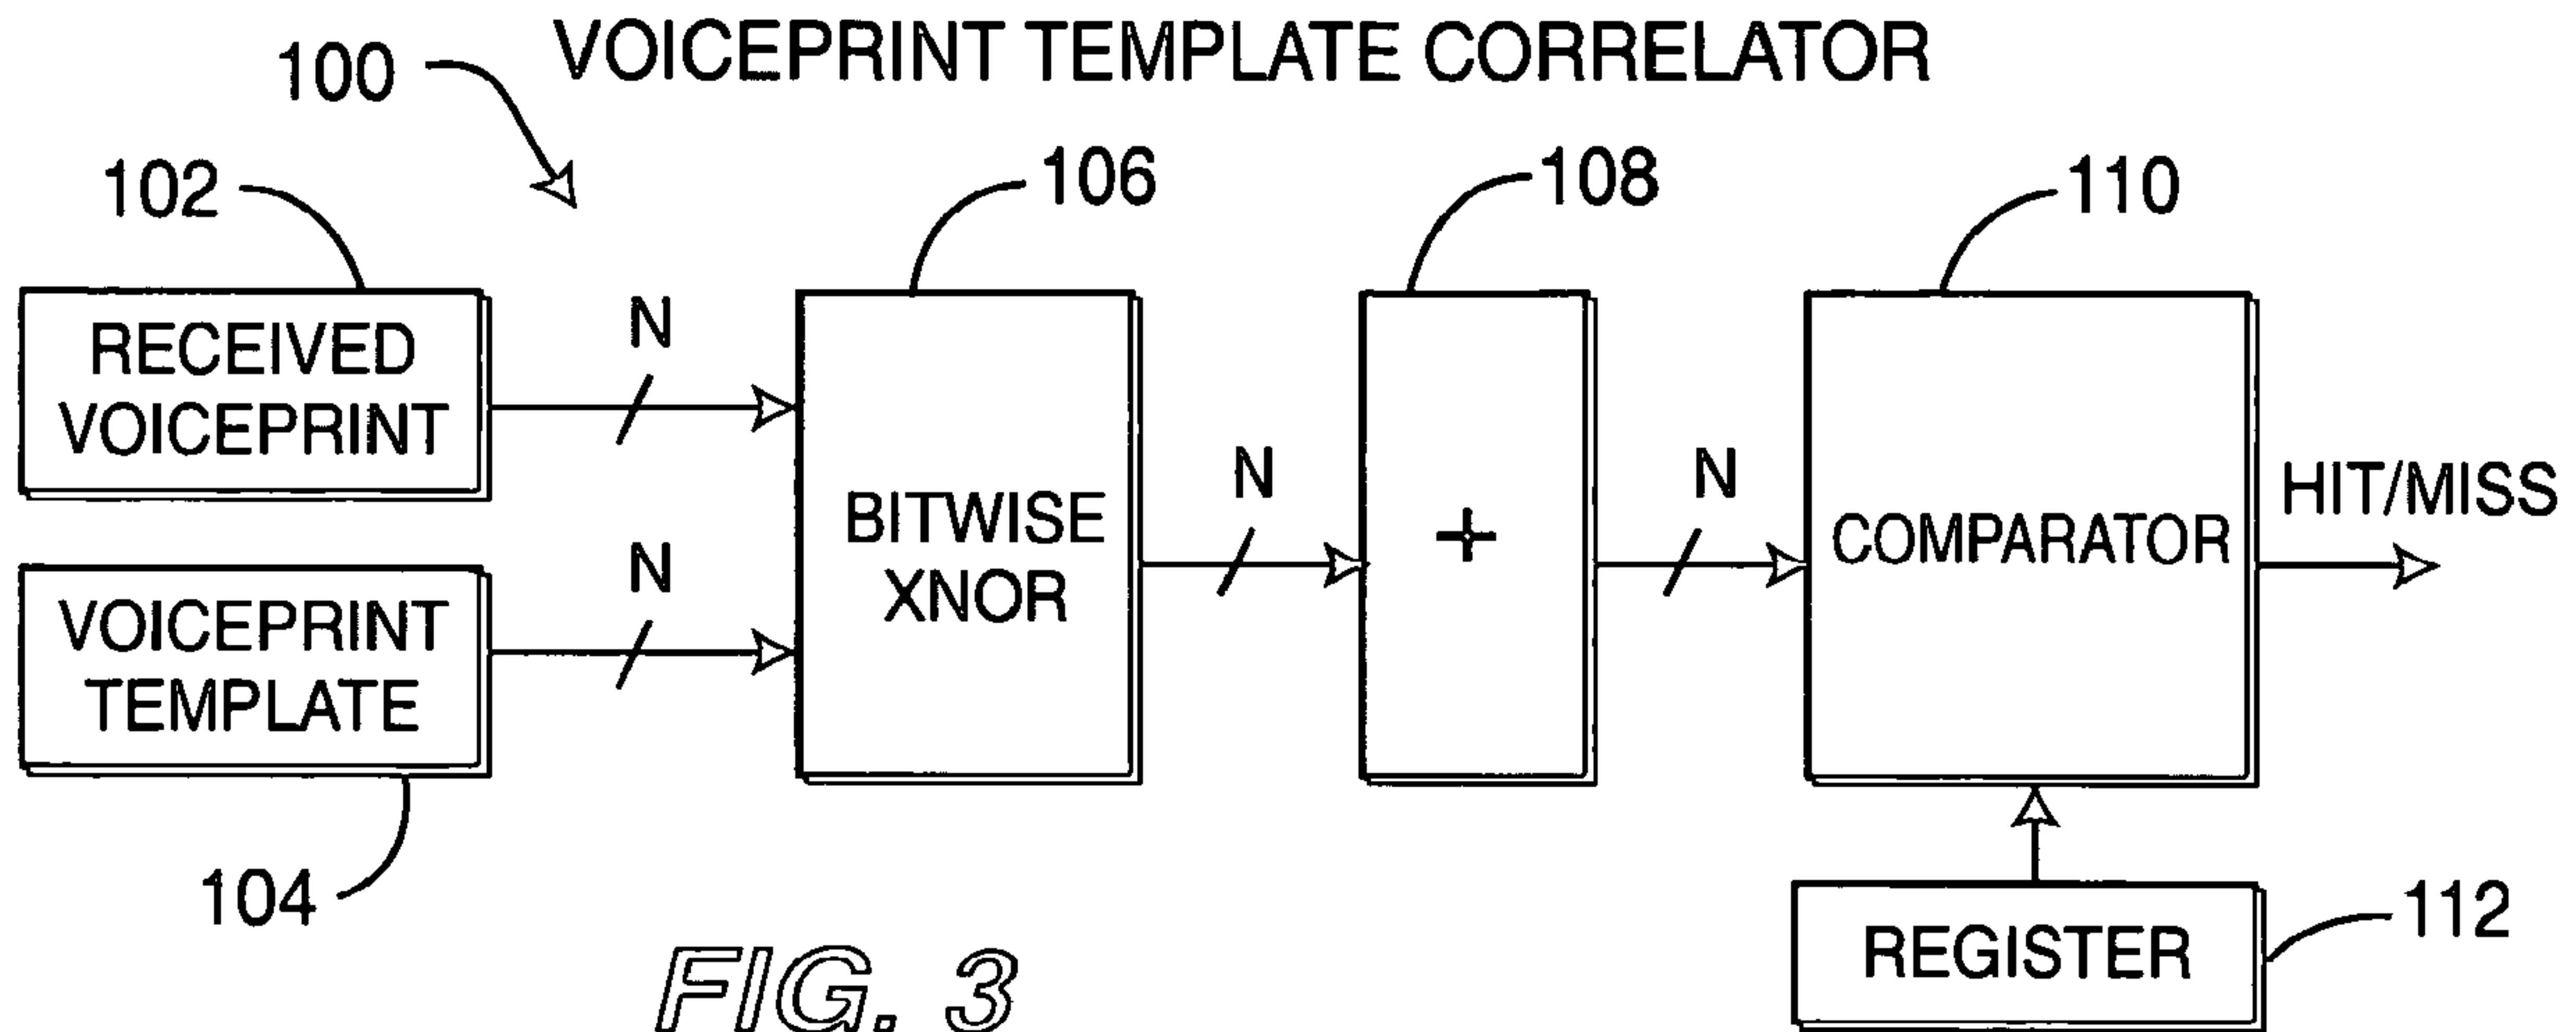 VOICEPRINT TEMPLATE CORRELATOR
100
102
106
108
110
RECEIVED
VOICEPRINT
N
VOICEPRINT
TEMPLATE
N
104
BITWISE
XNOR
N
+
N
COMPARATOR
HIT/MISS
REGISTER
112
FIG. 3